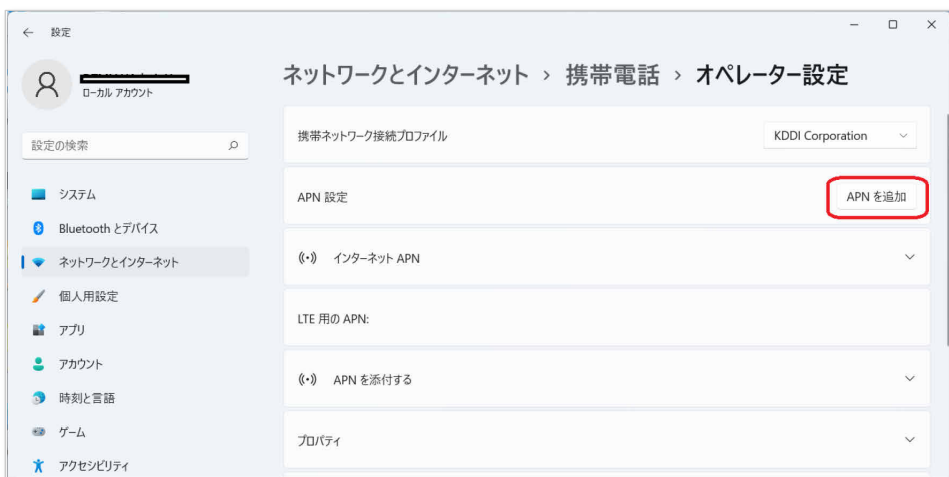 ← 設定
ローカル アカウント
ネットワークとインターネット › 携帯電話 › オペレーター設定
設定の検索
システム
Bluetooth とデバイス
ネットワークとインターネット
個人用設定
アプリ
アカウント
時刻と言語
ゲーム
アクセシビリティ
携帯ネットワーク接続プロファイル
KDDI Corporation
APN 設定
APN を追加
インターネット APN
LTE 用の APN:
APN を添付する
プロパティ